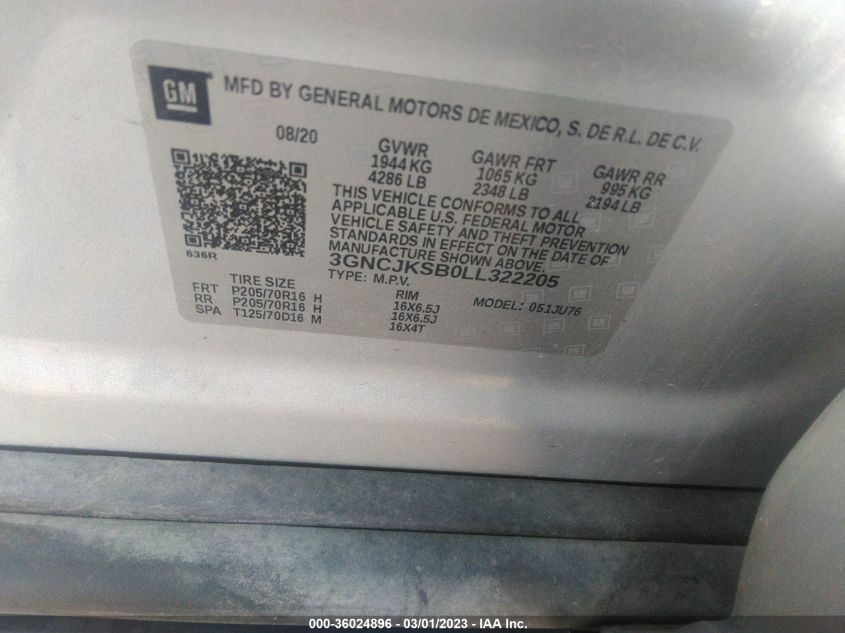 GM
MFD BY GENERAL MOTORS DE MEXICO, S. DE R.L. DE C.V.
08/20
GVWR GAWR FRT GAWR RR
1944 KG 1065 KG 995 KG
4286 LB 2348 LB 2194 LB
THIS VEHICLE CONFORMS TO ALL
APPLICABLE U.S. FEDERAL MOTOR
VEHICLE SAFETY AND THEFT PREVENTION
STANDARDS IN EFFECT ON THE DATE OF
MANUFACTURE SHOWN ABOVE.
636R
3GNCJKSB0LL322205
TYPE: M.P.V. MODEL: 051JU76
TIRE SIZE RIM
FRT P205/70R16 H 16X6.5J
RR P205/70R16 H 16X6.5J
SPA T125/70D16 M 16X4T
000-36024896 - 03/01/2023 - IAA Inc.